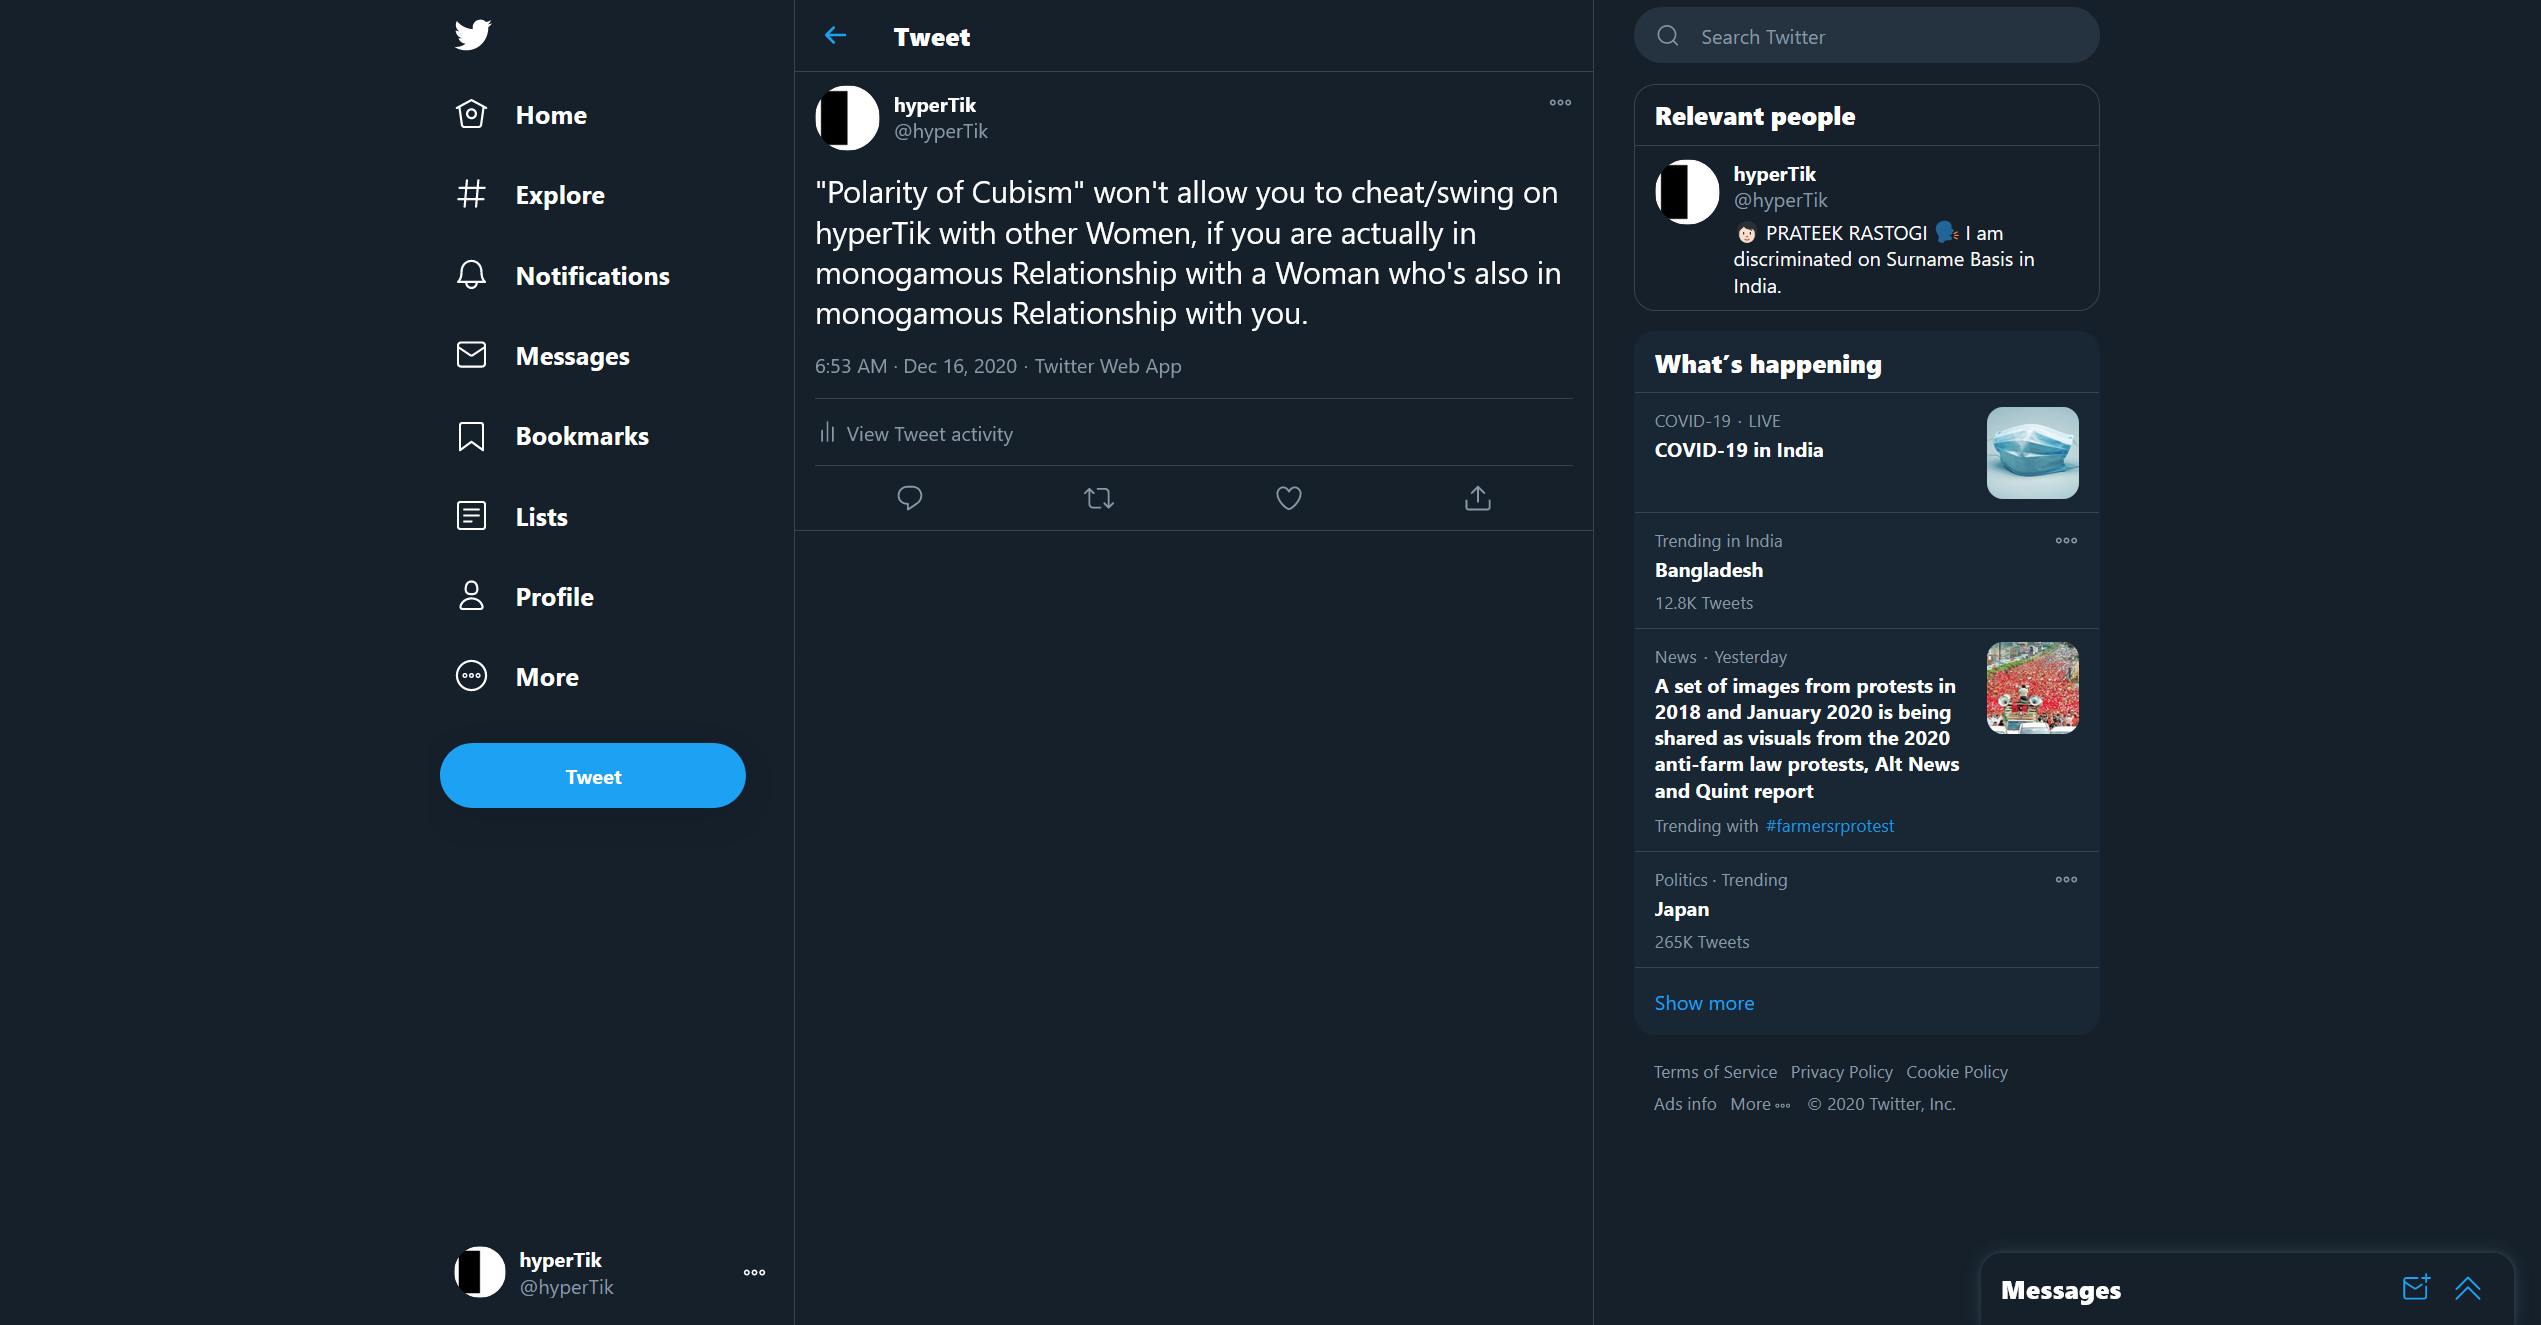 Home
Explore
Notifications
Messages
Bookmarks
Lists
Profile
More
Tweet
hyperTik
@hyperTik
Tweet
hyperTik
@hyperTik
"Polarity of Cubism" won't allow you to cheat/swing on
hyperTik with other Women, if you are actually in
monogamous Relationship with a Woman who's also in
monogamous Relationship with you.
6:53 AM · Dec 16, 2020 · Twitter Web App
View Tweet activity
Search Twitter
Relevant people
hyperTik
@hyperTik
PRATEEK RASTOGI I am
discriminated on Surname Basis in
India.
What's happening
COVID-19 · LIVE
COVID-19 in India
Trending in India
Bangladesh
12.8K Tweets
News · Yesterday
A set of images from protests in
2018 and January 2020 is being
shared as visuals from the 2020
anti-farm law protests, Alt News
and Quint report
Trending with #farmersrprotest
Politics · Trending
Japan
265K Tweets
Show more
Terms of Service Privacy Policy Cookie Policy
Ads info More © 2020 Twitter, Inc.
Messages